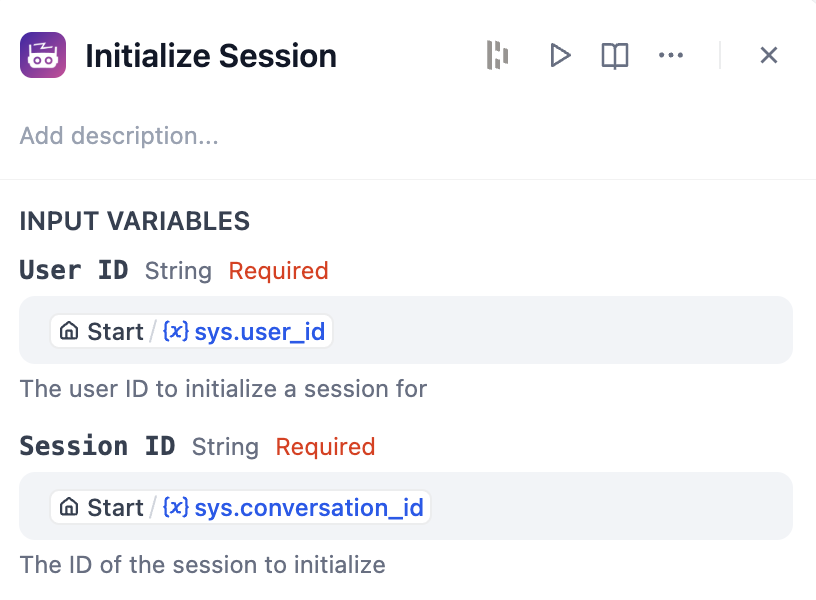 Initialize Session
Add description...
INPUT VARIABLES
User ID String Required
Start / {x} sys.user_id
The user ID to initialize a session for
Session ID String Required
Start / {x} sys.conversation_id
The ID of the session to initialize